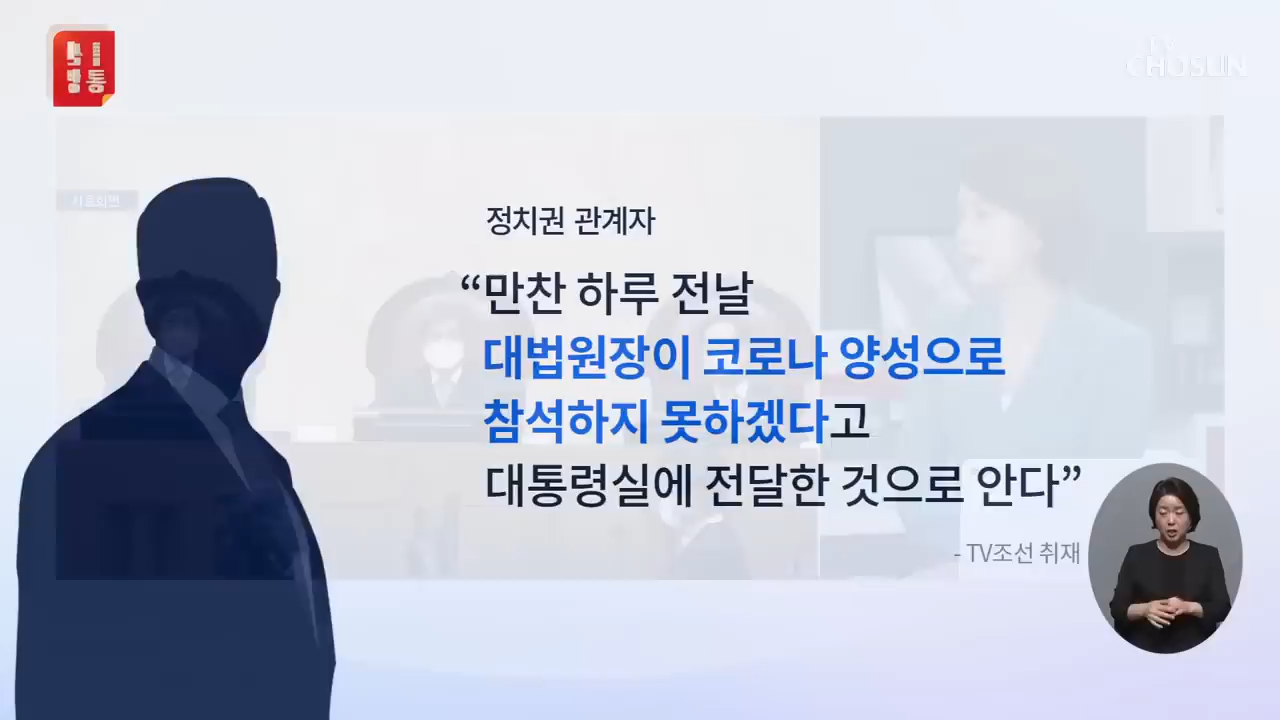 TV CHOSUN
정치권 관계자
“만찬 하루 전날
대법원장이 코로나 양성으로
참석하지 못하겠다고
대통령실에 전달한 것으로 안다”
- TV조선 취재